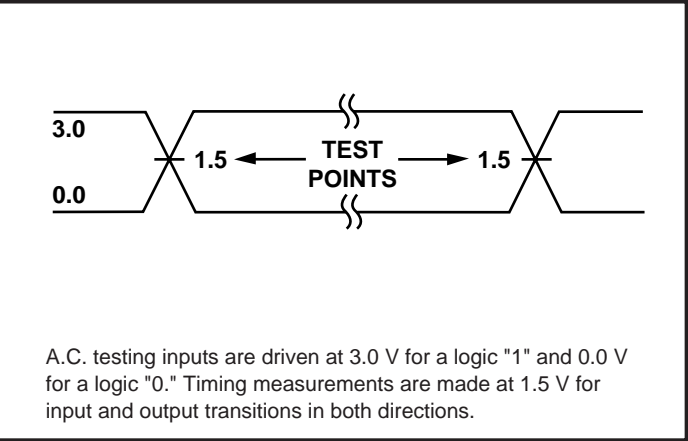 3.0
1.5 TEST 1.5
POINTS
0.0
A.C. testing inputs are driven at 3.0 V for a logic "1" and 0.0 V
for a logic "0." Timing measurements are made at 1.5 V for
input and output transitions in both directions.